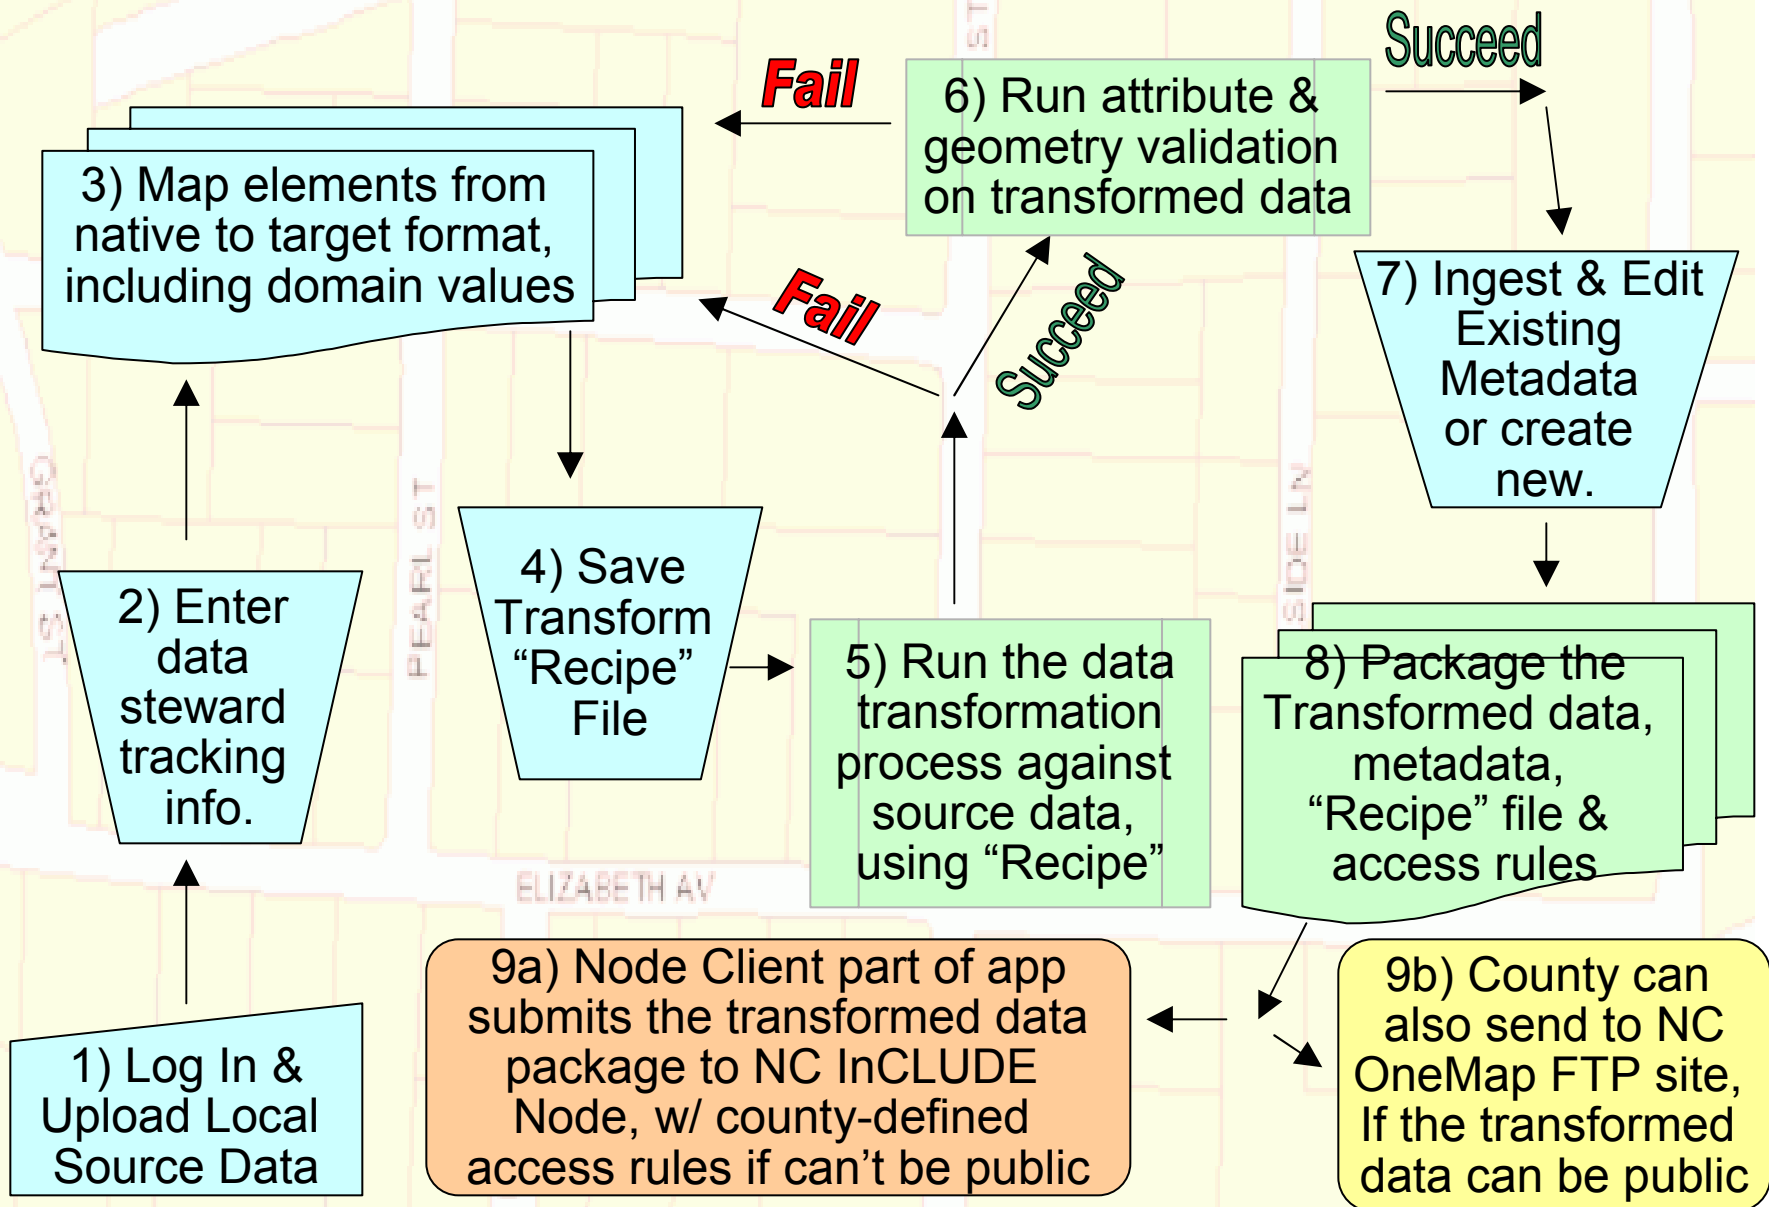 1) Log In &
Upload Local
Source Data
2) Enter
data
steward
tracking
info.
3) Map elements from
native to target format,
including domain values
4) Save
Transform
“Recipe”
File
5) Run the data
transformation
process against
source data,
using “Recipe”
Fail
Succeed
6) Run attribute &
geometry validation
on transformed data
Fail
Succeed
7) Ingest & Edit
Existing
Metadata
or create
new.
8) Package the
Transformed data,
metadata,
“Recipe” file &
access rules
9a) Node Client part of app
submits the transformed data
package to NC InCLUDE
Node, w/ county-defined
access rules if can’t be public
9b) County can
also send to NC
OneMap FTP site,
If the transformed
data can be public
GRANT ST
PEARL ST
ELIZABETH AV
SIDE LN
ST